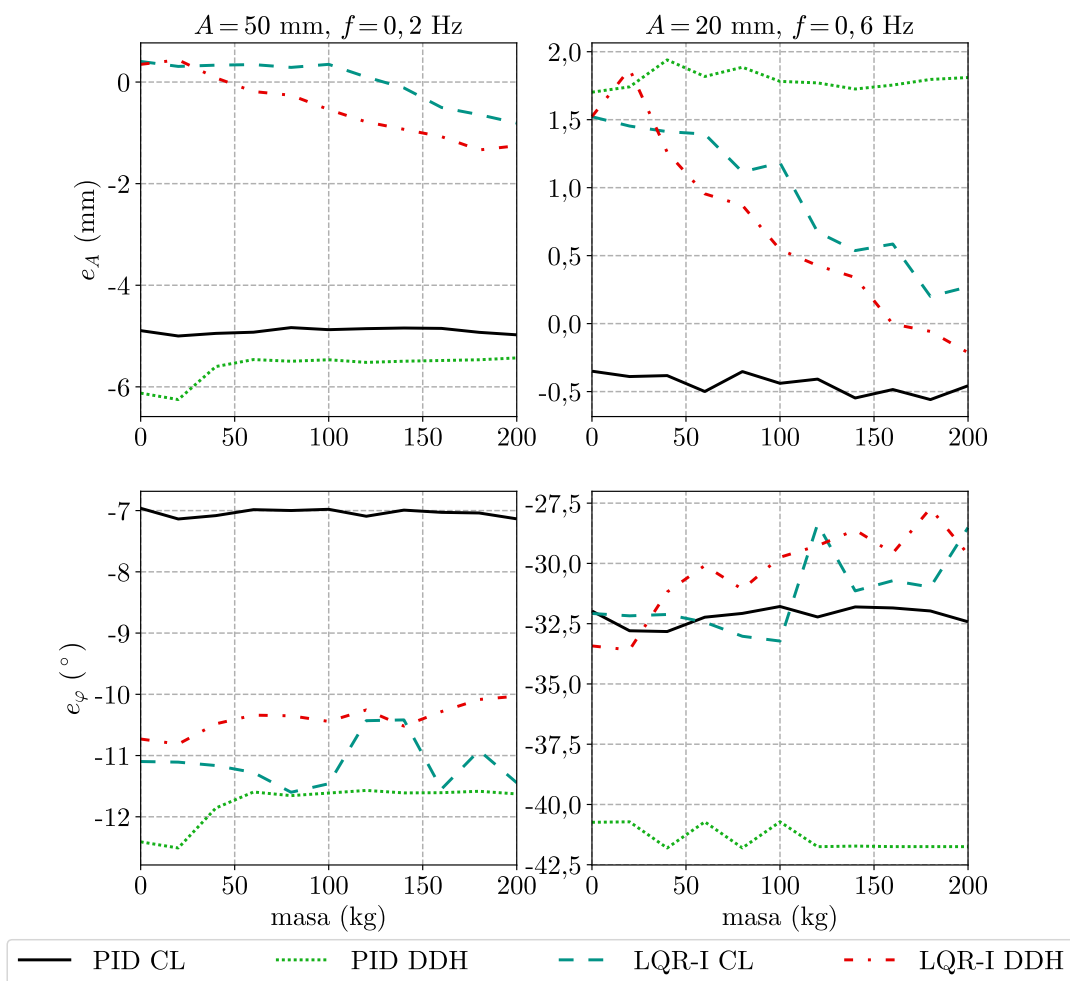 A = 50 mm, f = 0, 2 Hz
A = 20 mm, f = 0, 6 Hz
e_A (mm)
0
-2
-4
-6
0 50 100 150 200
2,0
1,5
1,0
0,5
0,0
-0,5
0 50 100 150 200
e_φ (°)
-7
-8
-9
-10
-11
-12
0 50 100 150 200
masa (kg)
-27,5
-30,0
-32,5
-35,0
-37,5
-40,0
-42,5
0 50 100 150 200
masa (kg)
PID CL PID DDH LQR-I CL LQR-I DDH